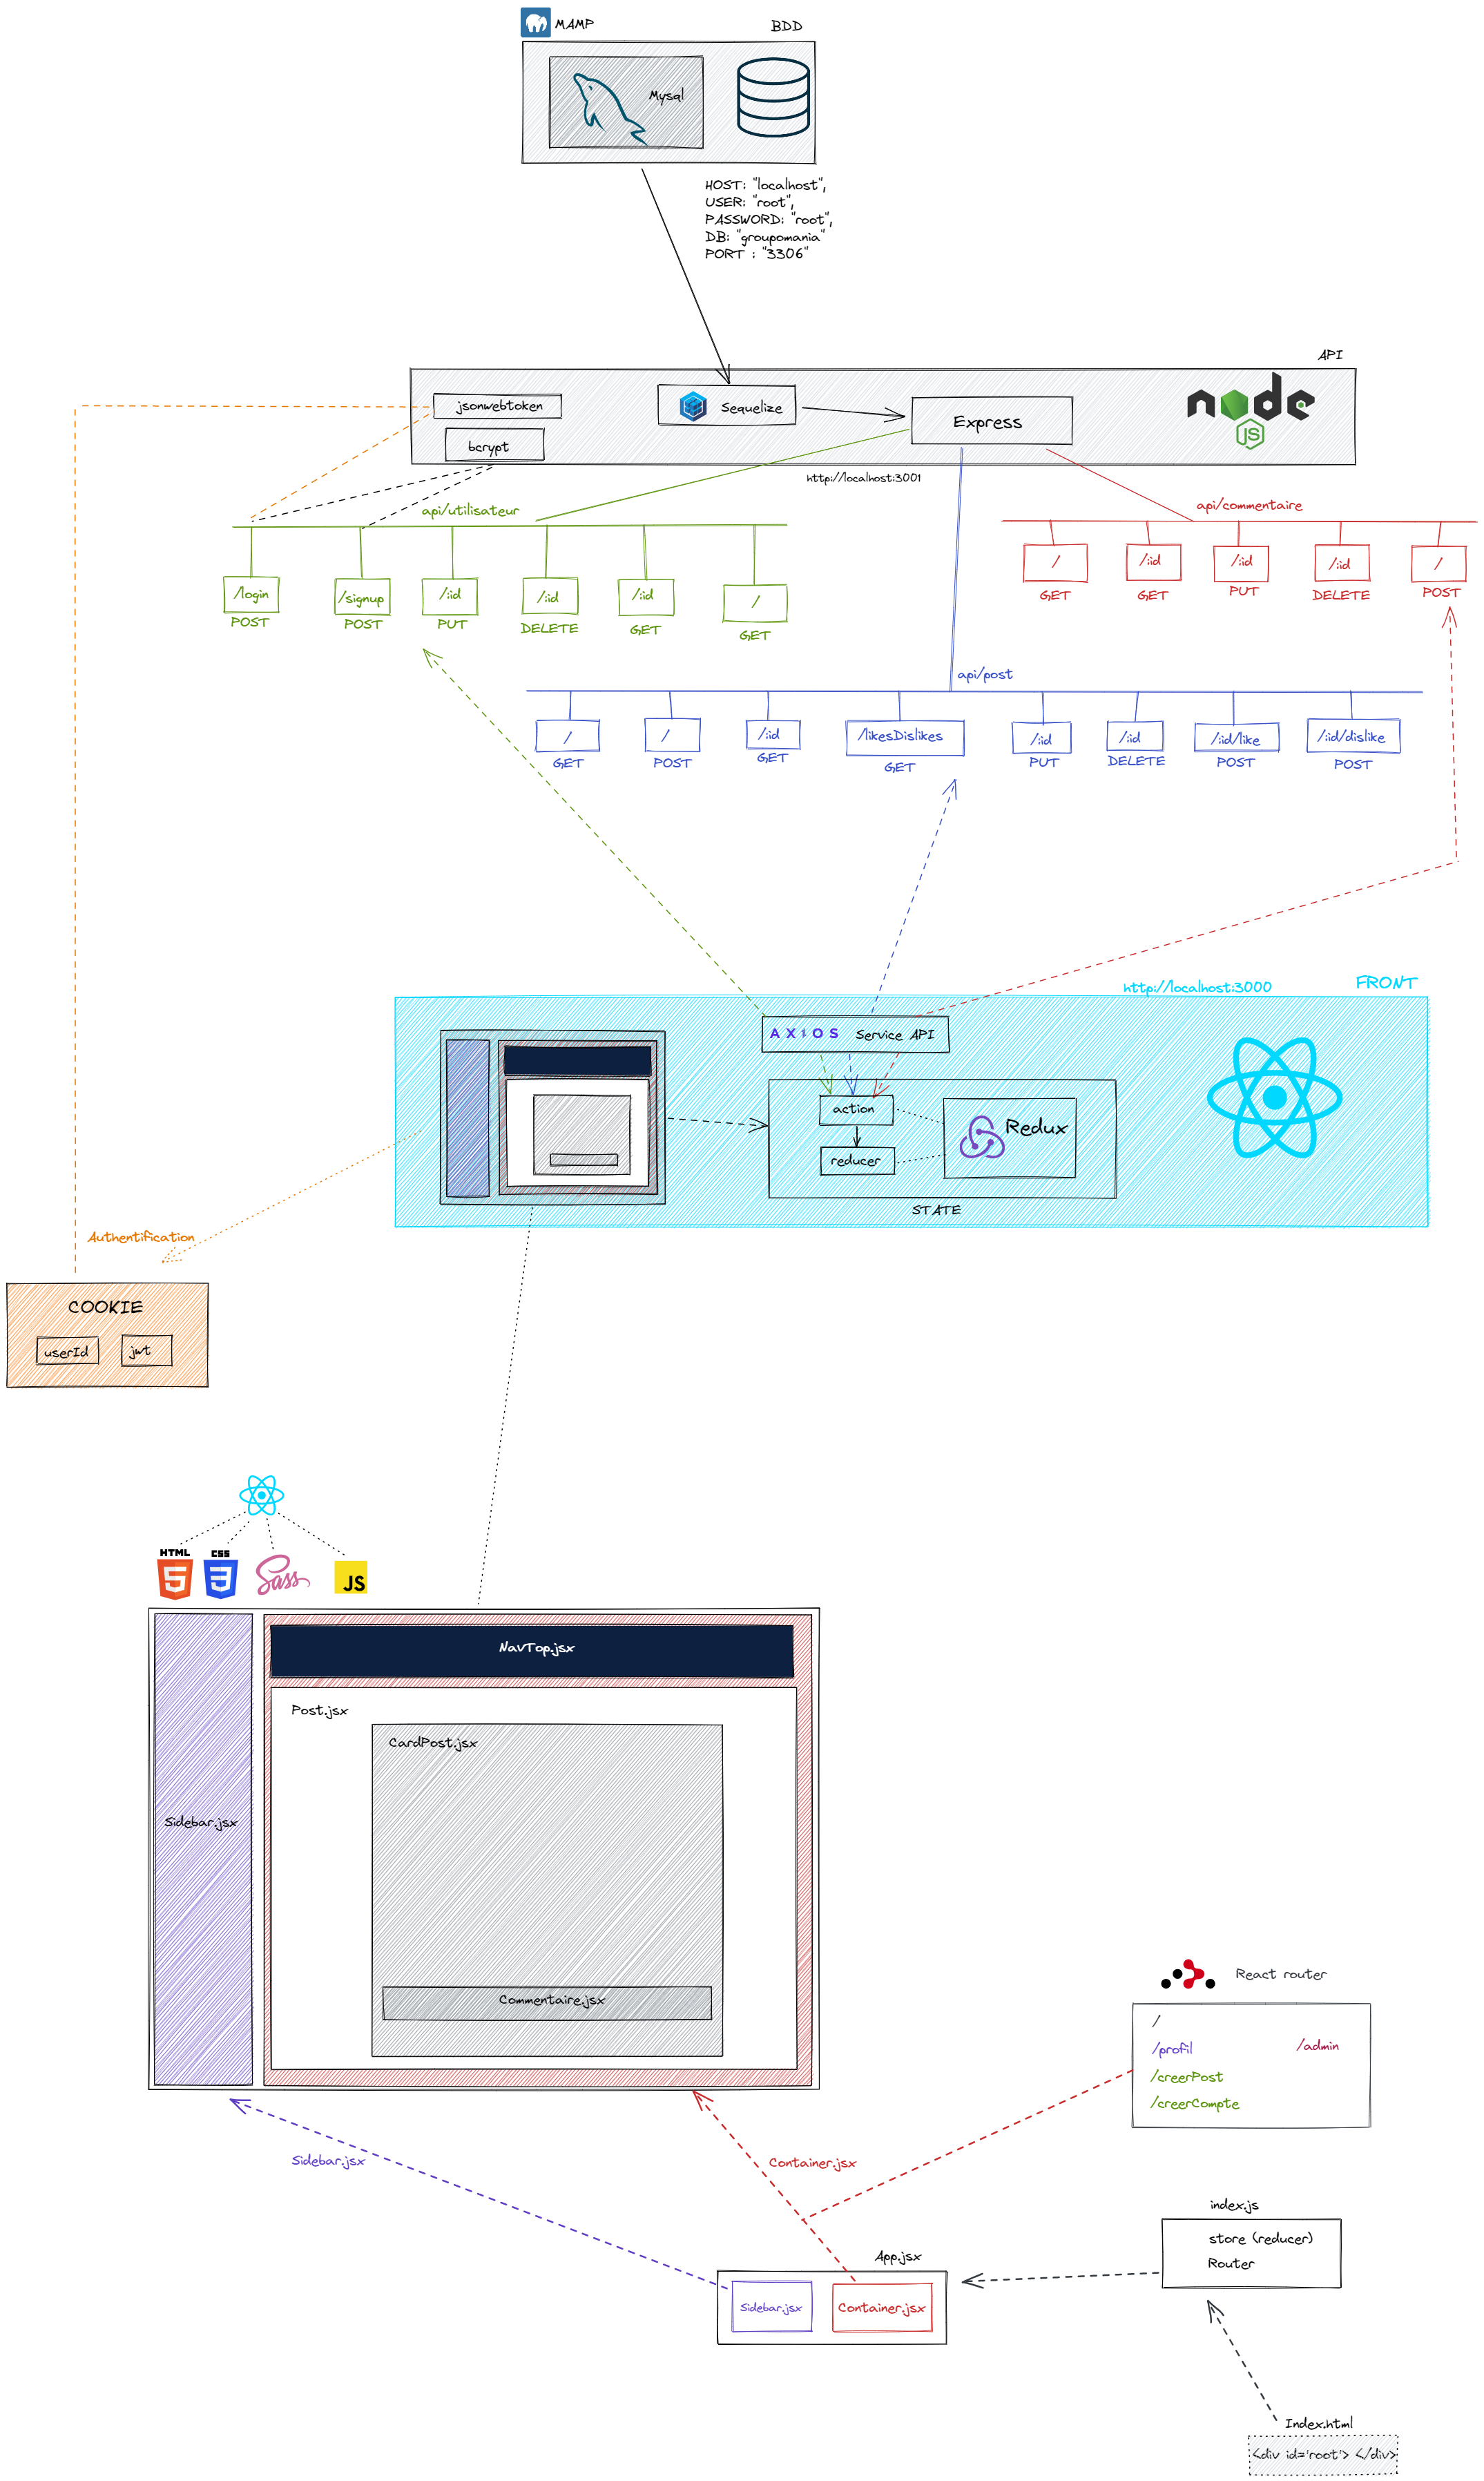 MAMP
BDD
Mysql
HOST: "localhost",
USER: "root",
PASSWORD: "root",
DB: "groupomania"
PORT : "3306"
API
jsonwebtoken
bcrypt
Sequelize
Express
node
JS
http://localhost:3001
api/utilisateur
/login
POST
/signup
POST
/:id
PUT
/:id
DELETE
/:id
GET
/
GET
api/commentaire
/
GET
/:id
GET
/:id
PUT
/:id
DELETE
/
POST
api/post
/
GET
/
POST
/:id
GET
/likesDislikes
GET
/:id
PUT
/:id
DELETE
/:id/like
POST
/:id/dislike
POST
http://localhost:3000
FRONT
AXIOS Service API
action
reducer
Redux
STATE
Authentification
COOKIE
userId
jwt
HTML
5
CSS
3
Sass
JS
NavTop.jsx
Post.jsx
CardPost.jsx
Sidebar.jsx
Commentaire.jsx
React router
/
/profil
/admin
/creerPost
/creerCompte
Sidebar.jsx
Container.jsx
index.js
store (reducer)
Router
App.jsx
Sidebar.jsx
Container.jsx
Index.html
<div id='root'> </div>